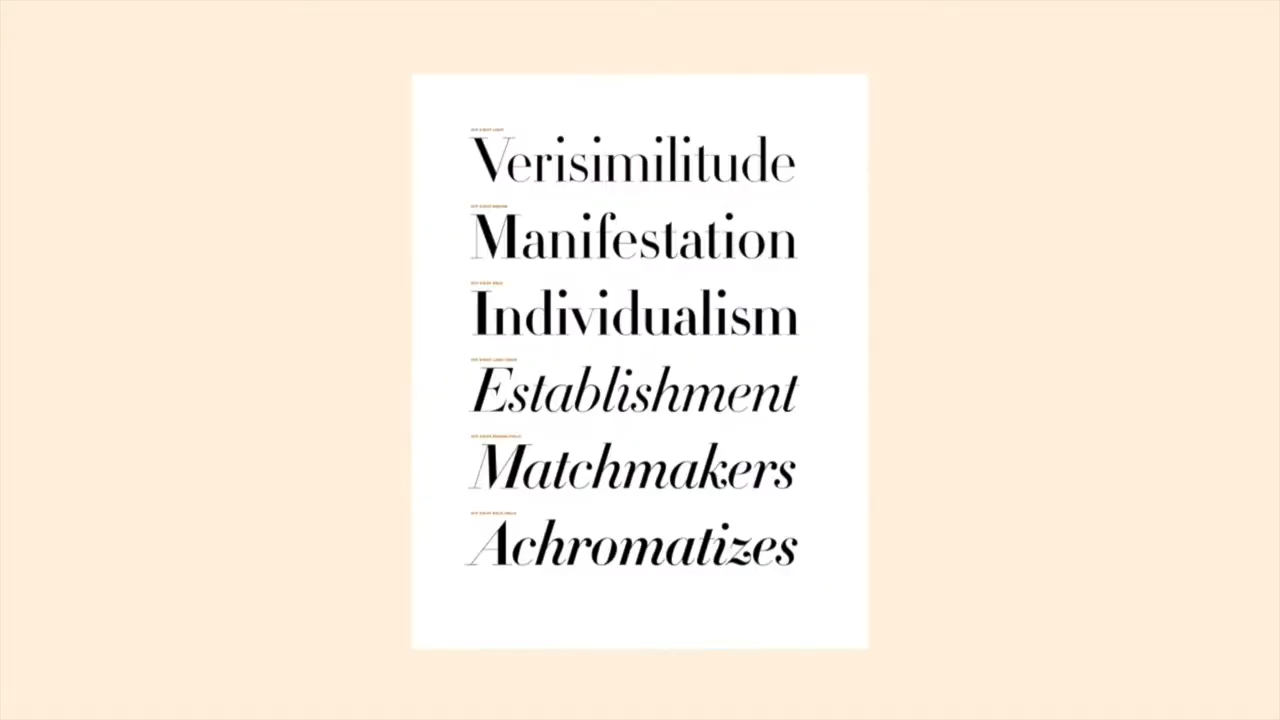 Verisimilitude
Manifestation
Individualism
Establishment
Matchmakers
Achromatizes